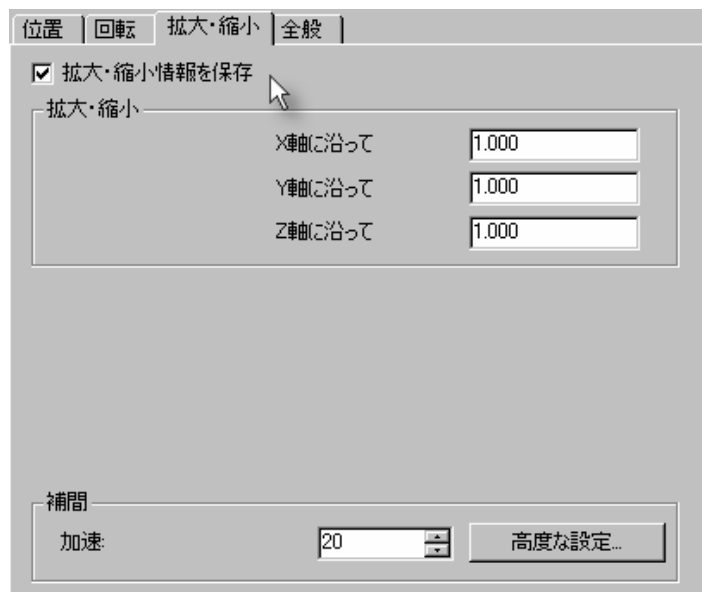 位置 回転 拡大・縮小 全般
拡大・縮小情報を保存
拡大・縮小
X軸に沿って 1.000
Y軸に沿って 1.000
Z軸に沿って 1.000
補間
加速: 20 高度な設定...